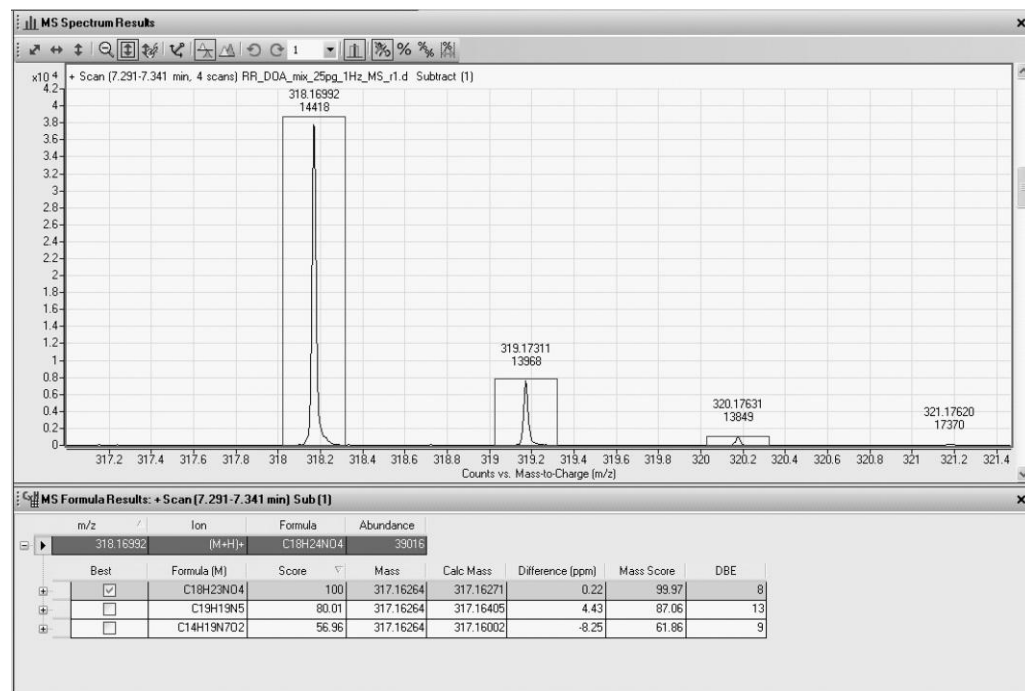 MS Spectrum Results
1
x10 4
+ Scan (7.291-7.341 min, 4 scans) RR_DOA_mix_25pg_1Hz_MS_r1.d Subtract (1)
4.2
4
3.8
3.6
3.4
3.2
3
2.8
2.6
2.4
2.2
2
1.8
1.6
1.4
1.2
1
0.8
0.6
0.4
0.2
0
318.16992
14418
319.17311
13968
320.17631
13849
321.17620
17370
317.2 317.4 317.6 317.8 318 318.2 318.4 318.6 318.8 319 319.2 319.4 319.6 319.8 320 320.2 320.4 320.6 320.8 321 321.2 321.4
Counts vs. Mass-to-Charge (m/z)
MS Formula Results: + Scan (7.291-7.341 min) Sub (1)
m/z Ion Formula Abundance
318.16992 (M+H)+ C18H24NO4 39016
Best Formula (M) Score Mass Calc Mass Difference (ppm) Mass Score DBE
C18H23NO4 100 317.16264 317.16271 0.22 99.97 8
C19H19N5 80.01 317.16264 317.16405 4.43 87.06 13
C14H19N7O2 56.96 317.16264 317.16002 -8.25 61.86 9